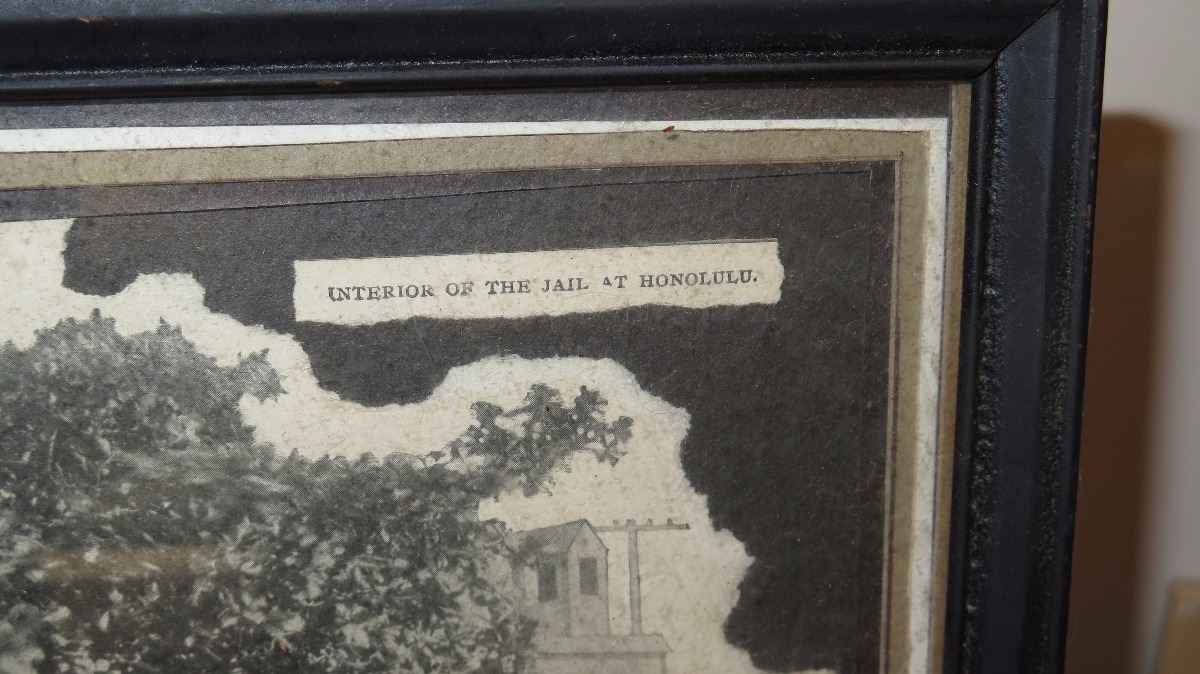 INTERIOR OF THE JAIL AT HONOLULU.